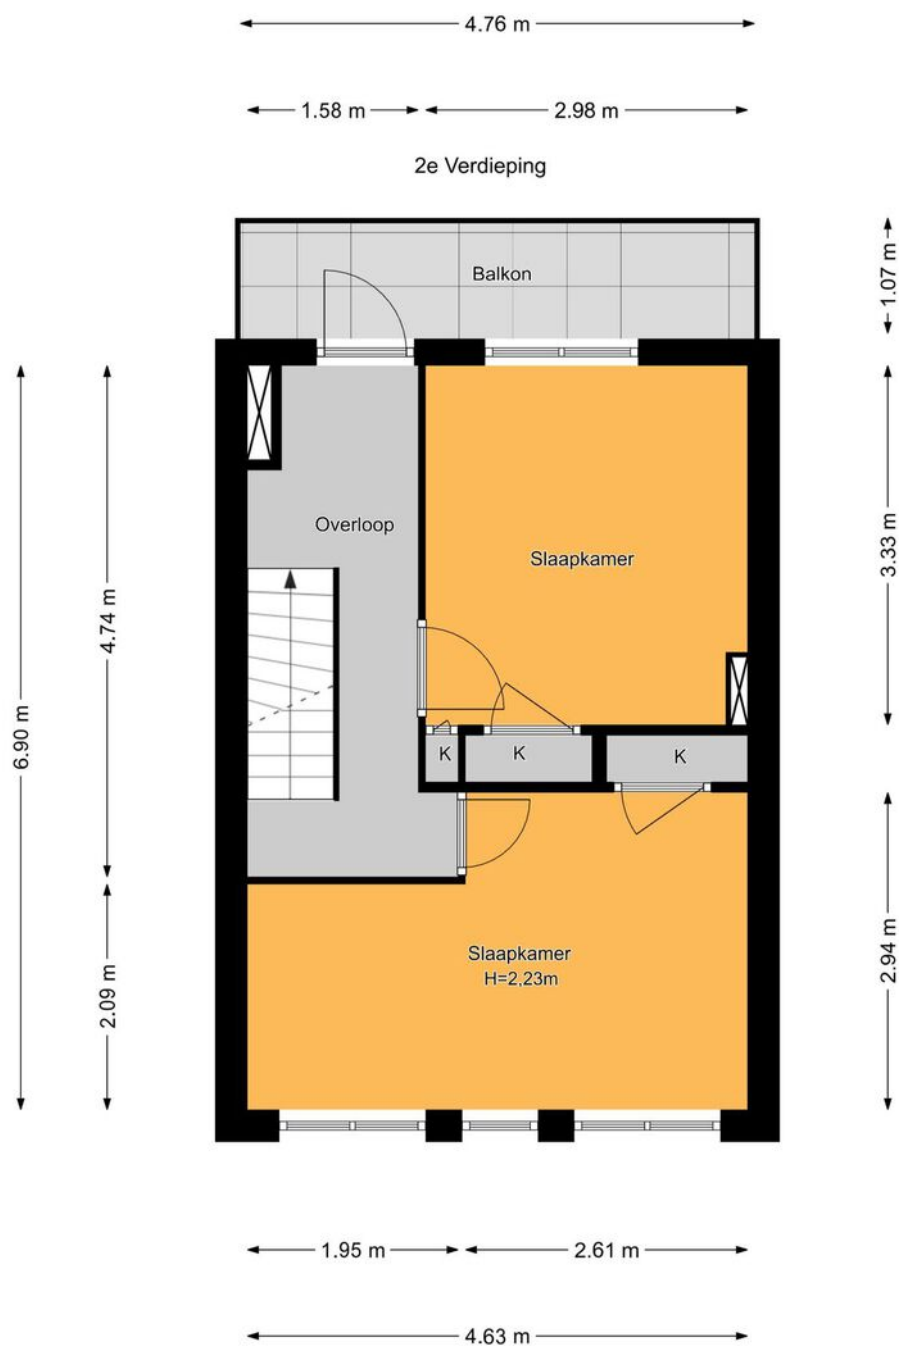 4.76 m
1.58 m
2.98 m
2e Verdieping
1.07 m
Balkon
3.33 m
Overloop
Slaapkamer
4.74 m
6.90 m
K
K
K
Slaapkamer
H=2,23m
2.94 m
2.09 m
1.95 m
2.61 m
4.63 m